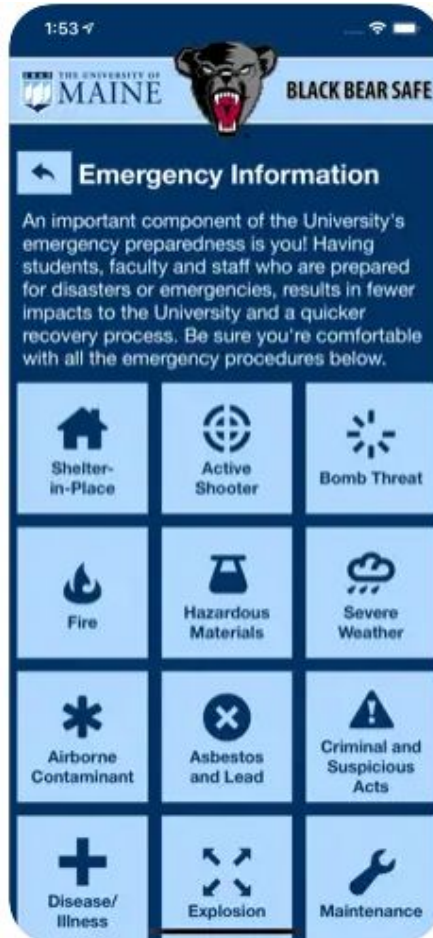 1:53
THE UNIVERSITY OF
MAINE
BLACK BEAR SAFE
Emergency Information
An important component of the University's
emergency preparedness is you! Having
students, faculty and staff who are prepared
for disasters or emergencies, results in fewer
impacts to the University and a quicker
recovery process. Be sure you're comfortable
with all the emergency procedures below.
Shelter-
in-Place
Active
Shooter
Bomb Threat
Fire
Hazardous
Materials
Severe
Weather
Airborne
Contaminant
Asbestos
and Lead
Criminal and
Suspicious
Acts
Disease/
Illness
Explosion
Maintenance